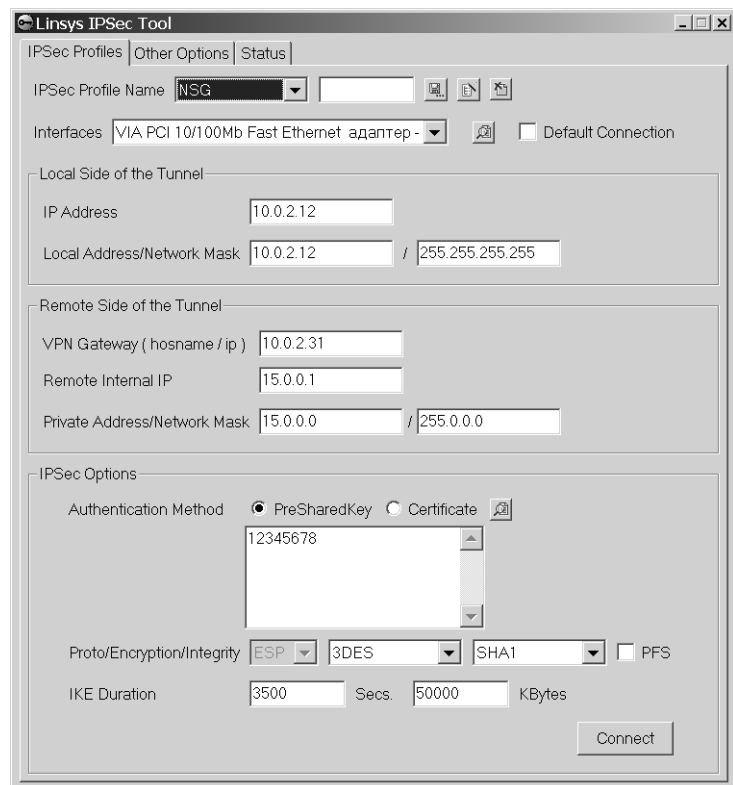 Linsys IPSec Tool
IPSec Profiles Other Options Status
IPSec Profile Name NSG
Interfaces VIA PCI 10/100Mb Fast Ethernet адаптер - Default Connection
Local Side of the Tunnel
IP Address 10.0.2.12
Local Address/Network Mask 10.0.2.12 / 255.255.255.255
Remote Side of the Tunnel
VPN Gateway ( hosname / ip ) 10.0.2.31
Remote Internal IP 15.0.0.1
Private Address/Network Mask 15.0.0.0 / 255.0.0.0
IPSec Options
Authentication Method PreSharedKey Certificate
12345678
Proto/Encryption/Integrity ESP 3DES SHA1 PFS
IKE Duration 3500 Secs. 50000 KBytes
Connect